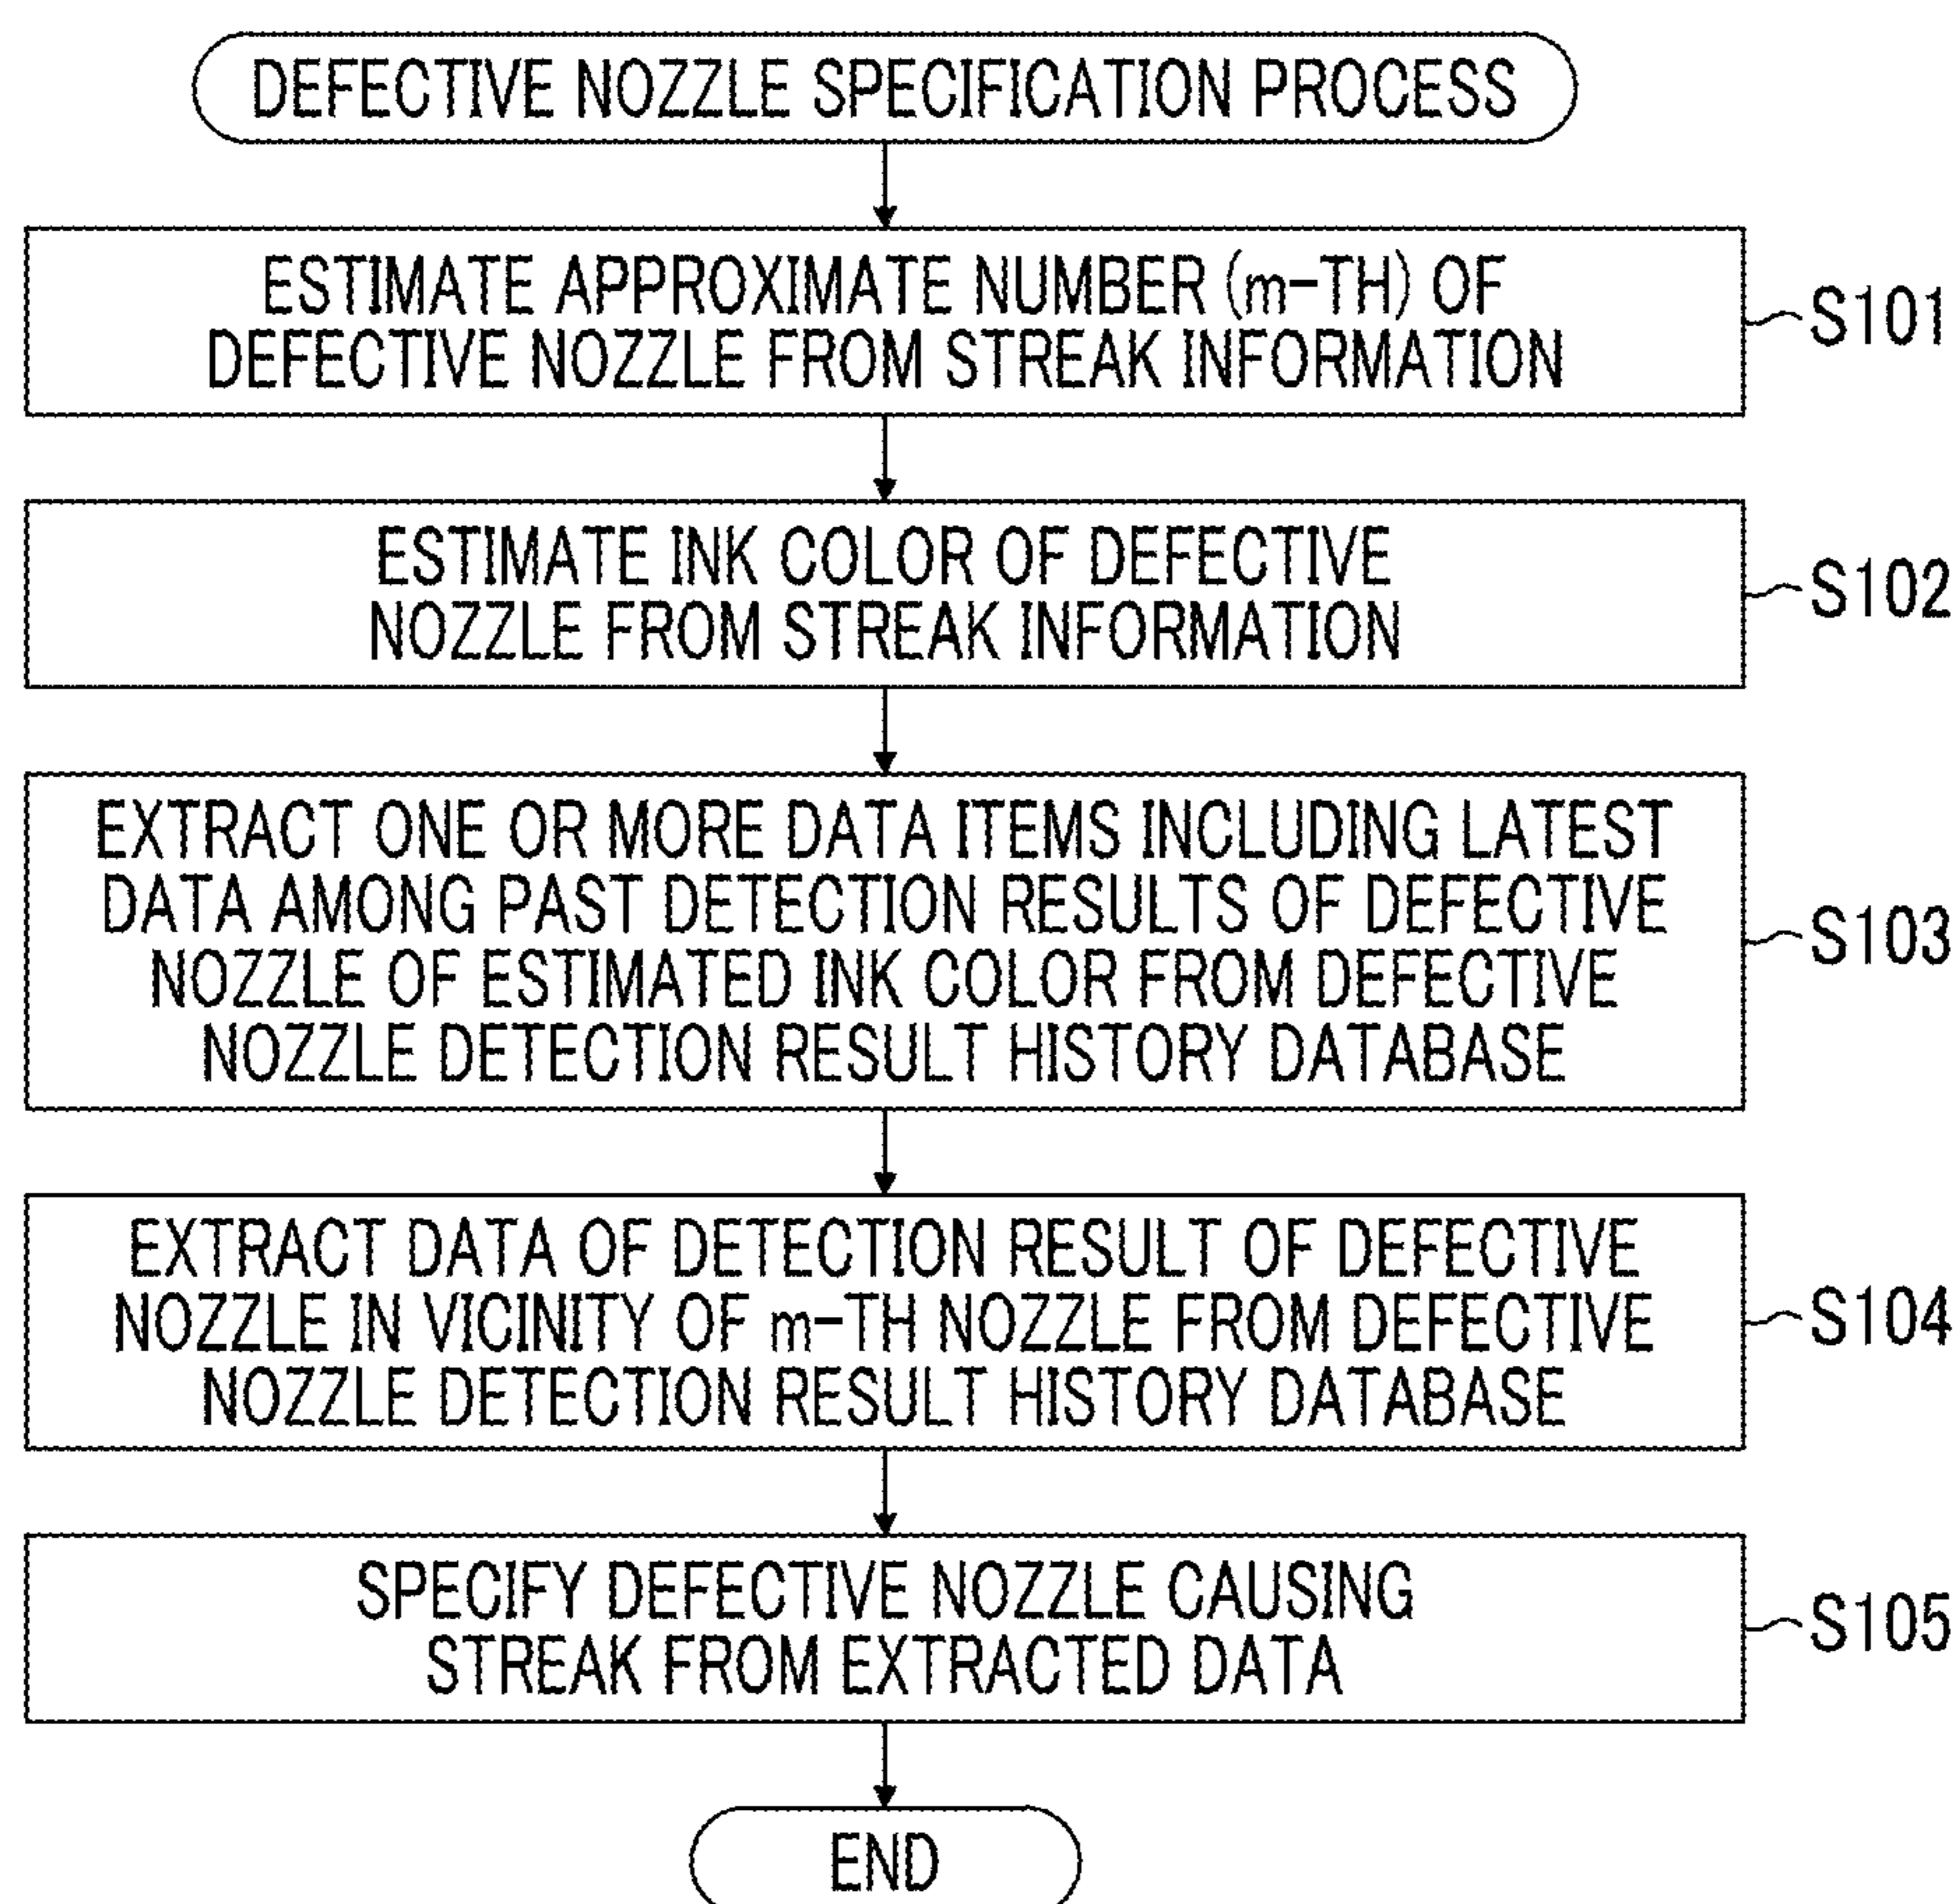 DEFECTIVE NOZZLE SPECIFICATION PROCESS
ESTIMATE APPROXIMATE NUMBER (m-TH) OF
DEFECTIVE NOZZLE FROM STREAK INFORMATION
S101
ESTIMATE INK COLOR OF DEFECTIVE
NOZZLE FROM STREAK INFORMATION
S102
EXTRACT ONE OR MORE DATA ITEMS INCLUDING LATEST
DATA AMONG PAST DETECTION RESULTS OF DEFECTIVE
NOZZLE OF ESTIMATED INK COLOR FROM DEFECTIVE
NOZZLE DETECTION RESULT HISTORY DATABASE
S103
EXTRACT DATA OF DETECTION RESULT OF DEFECTIVE
NOZZLE IN VICINITY OF m-TH NOZZLE FROM DEFECTIVE
NOZZLE DETECTION RESULT HISTORY DATABASE
S104
SPECIFY DEFECTIVE NOZZLE CAUSING
STREAK FROM EXTRACTED DATA
S105
END